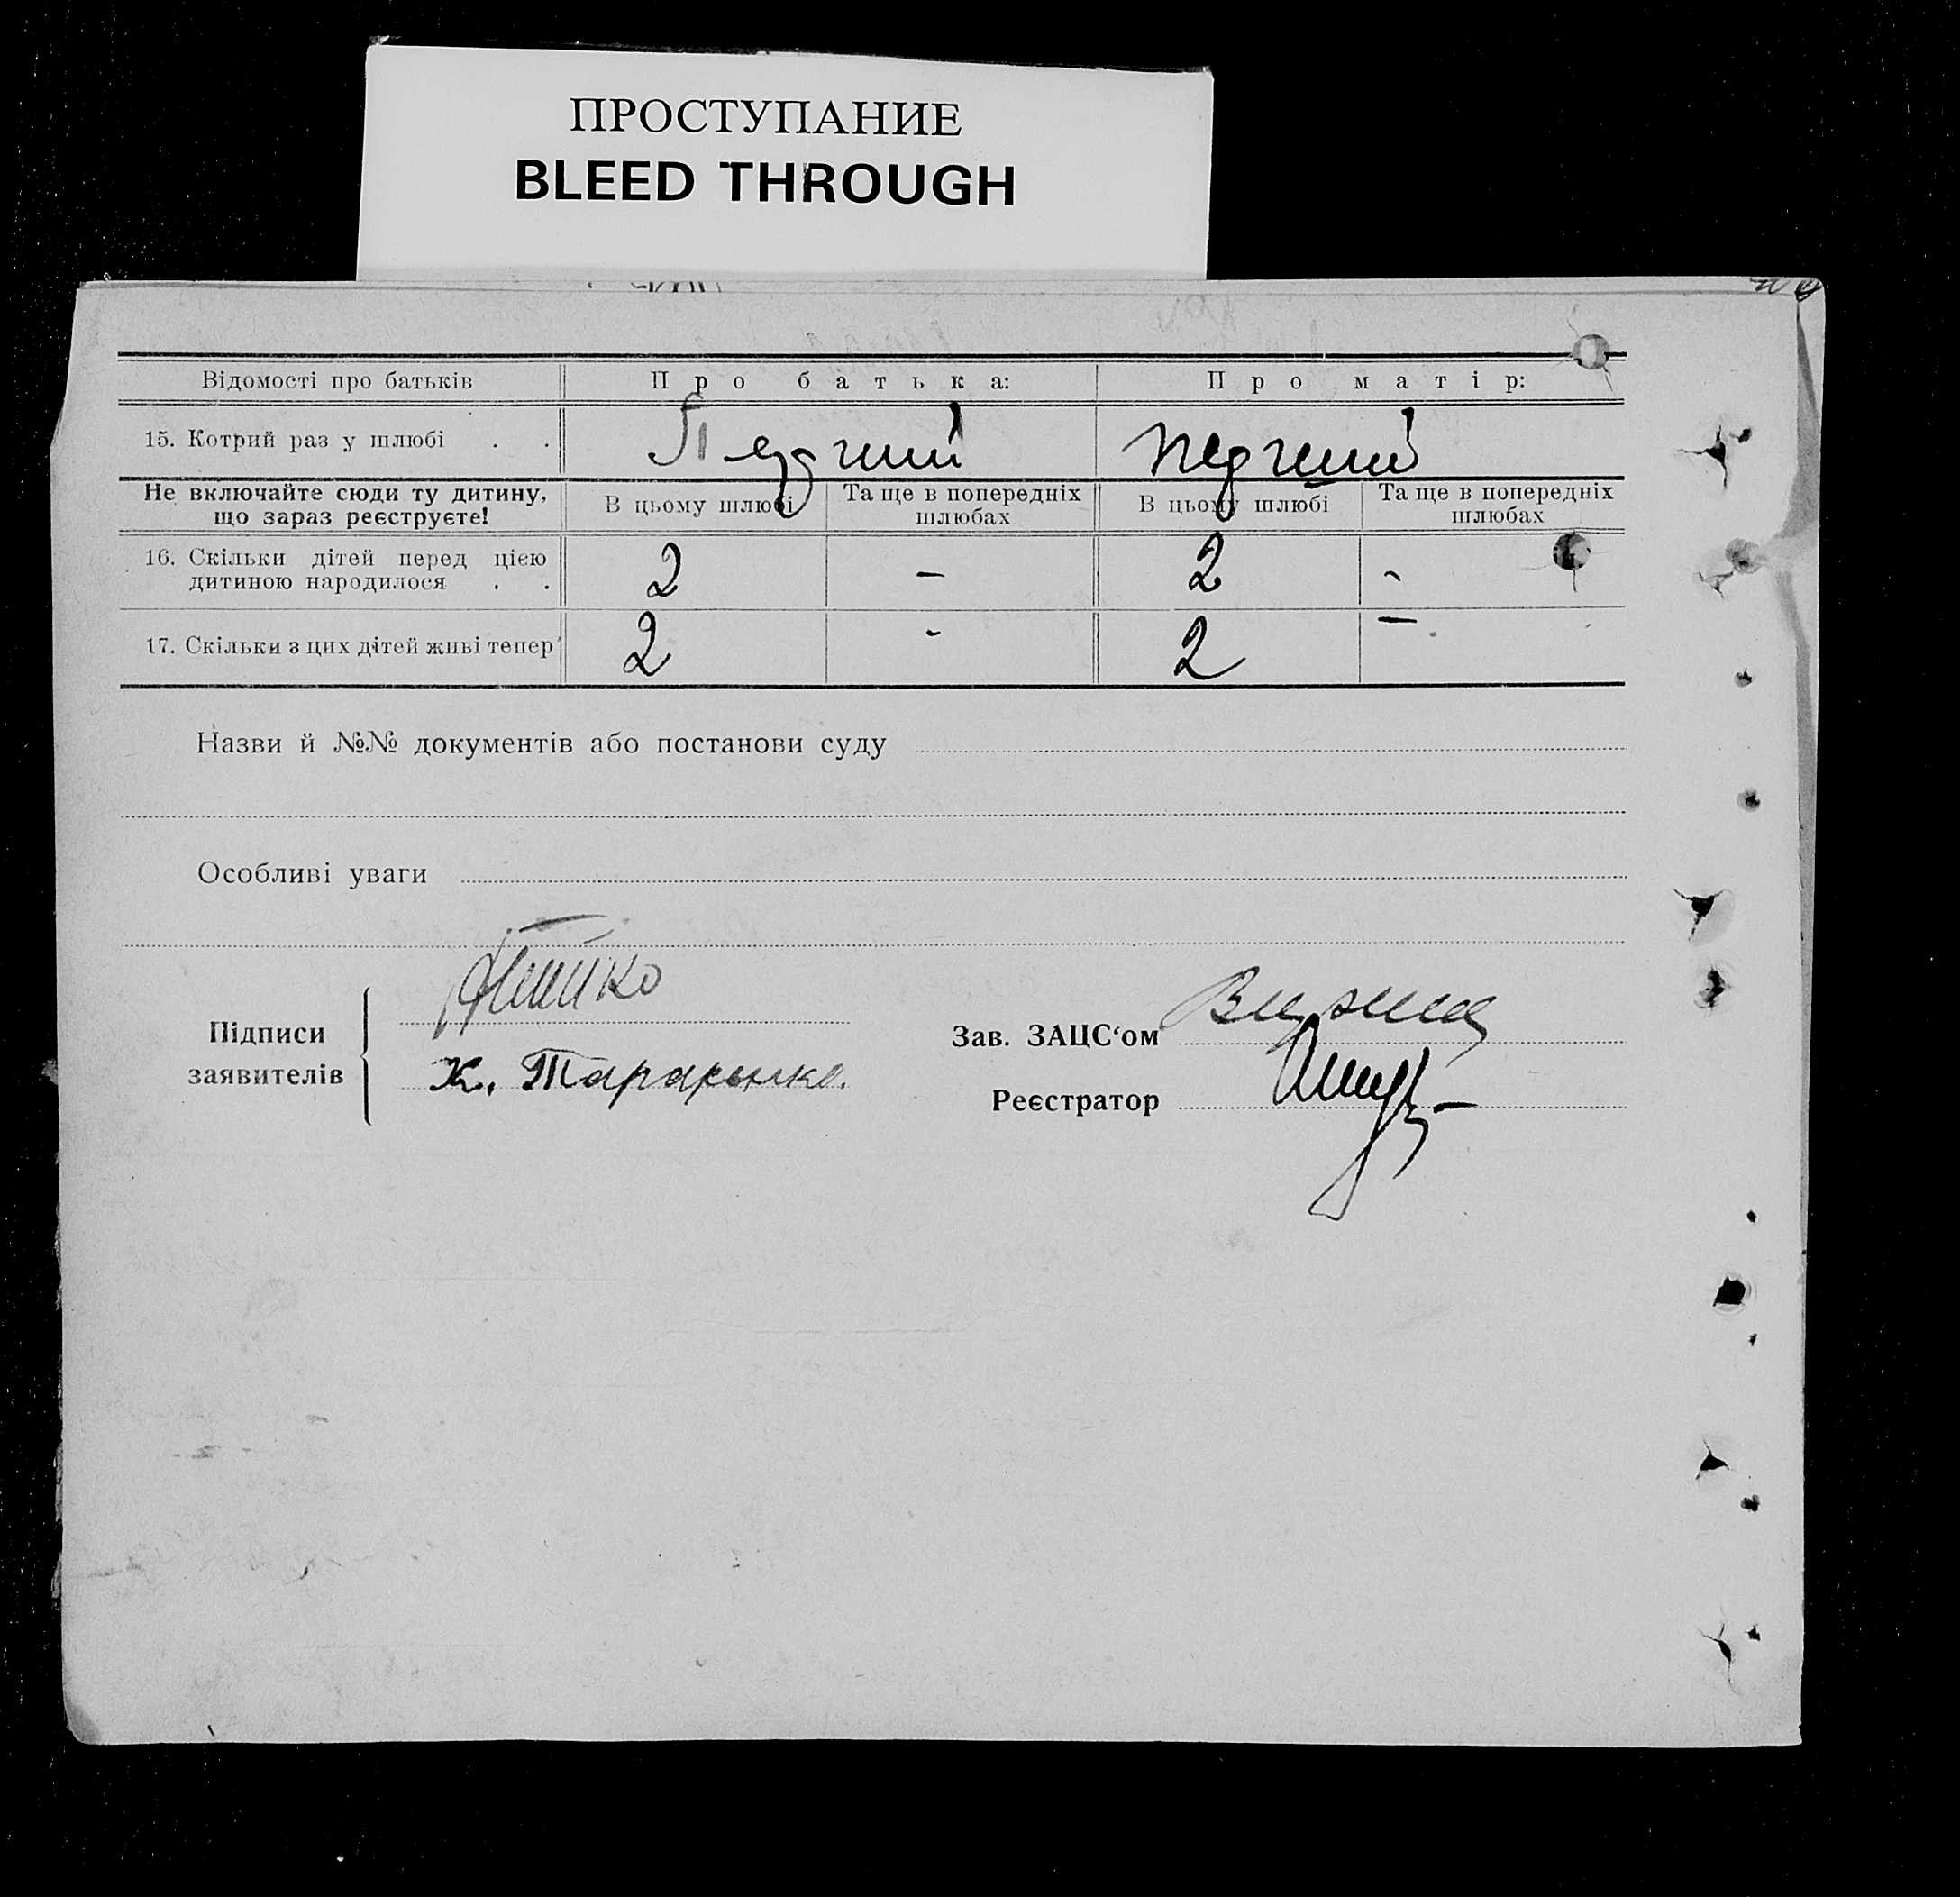 ПРОСТУПАНИЕ
BLEED THROUGH
Відомості про батьків Про батька: Про матір:
15. Котрий раз у шлюбі . . Перший перший
Не включайте сюди ту дитину, що зараз реєструєте! В цьому шлюбі Та ще в попередніх шлюбах В цьому шлюбі Та ще в попередніх шлюбах
16. Скільки дітей перед цією дитиною народилося . . 2 – 2 -
17. Скільки з цих дітей живі тепер 2 - 2 –
Назви й №№ документів або постанови суду
Особливі уваги
Підписи заявителів
К. Тараренко.
Зав. ЗАЦС‘ом
Реєстратор